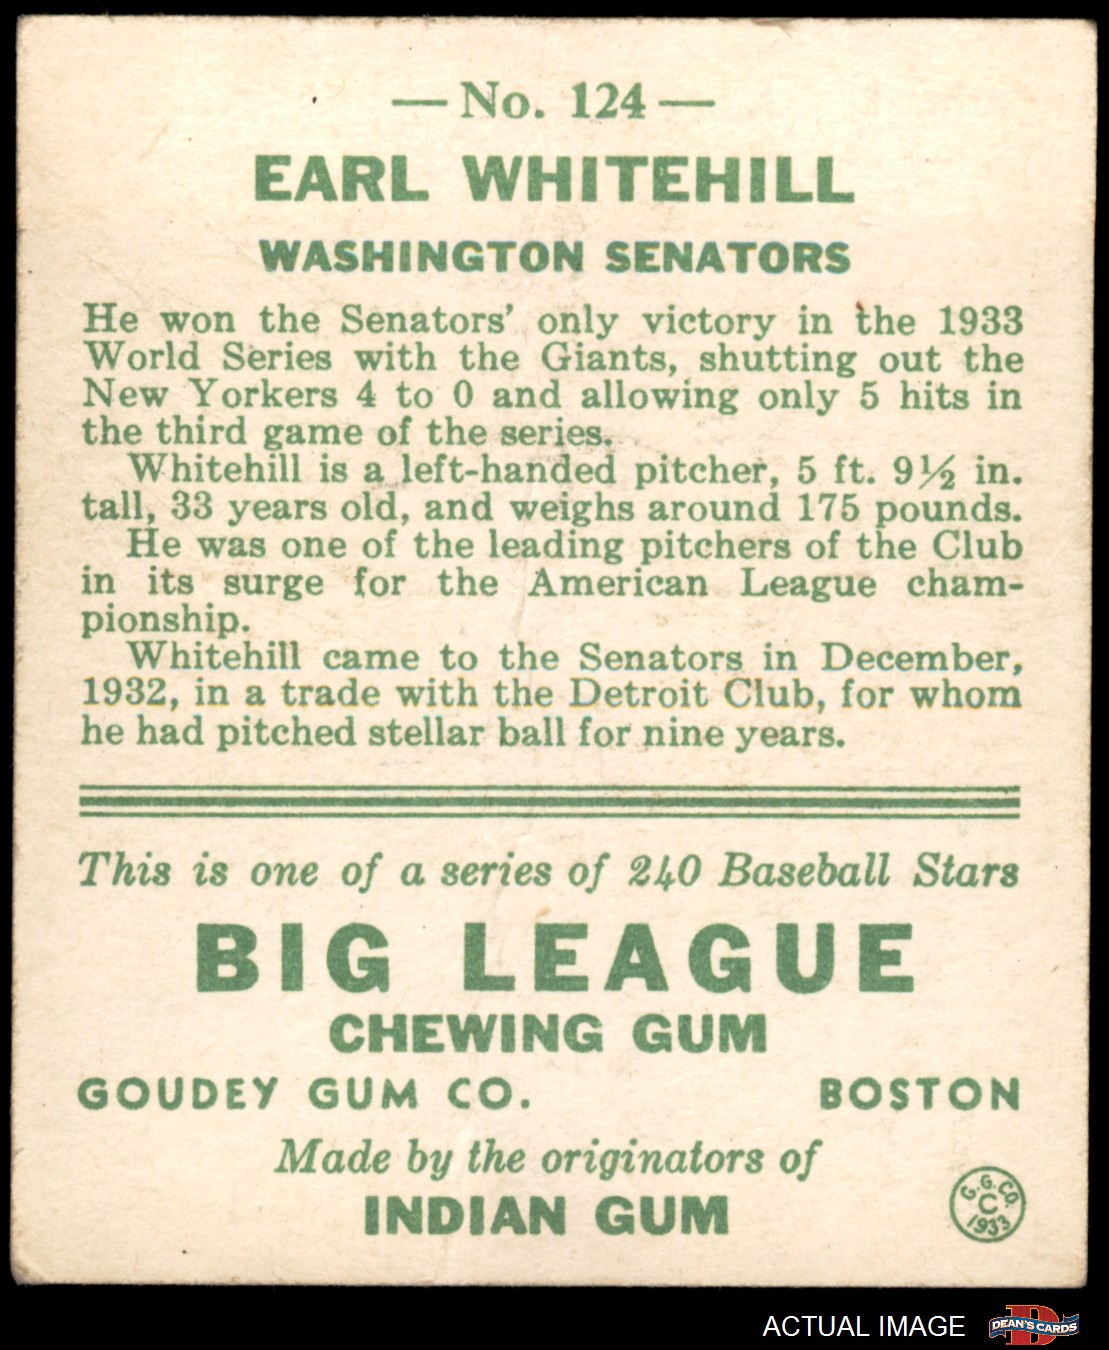 — No. 124 —
EARL WHITEHILL
WASHINGTON SENATORS
He won the Senators' only victory in the 1933
World Series with the Giants, shutting out the
New Yorkers 4 to 0 and allowing only 5 hits in
the third game of the series.
Whitehill is a left-handed pitcher, 5 ft. 9½ in.
tall, 33 years old, and weighs around 175 pounds.
He was one of the leading pitchers of the Club
in its surge for the American League cham-
pionship.
Whitehill came to the Senators in December,
1932, in a trade with the Detroit Club, for whom
he had pitched stellar ball for nine years.
This is one of a series of 240 Baseball Stars
BIG LEAGUE
CHEWING GUM
GOUDEY GUM CO. BOSTON
Made by the originators of
INDIAN GUM
G.G.CO.
C
1933
ACTUAL IMAGE
D
DEAN'S CARDS